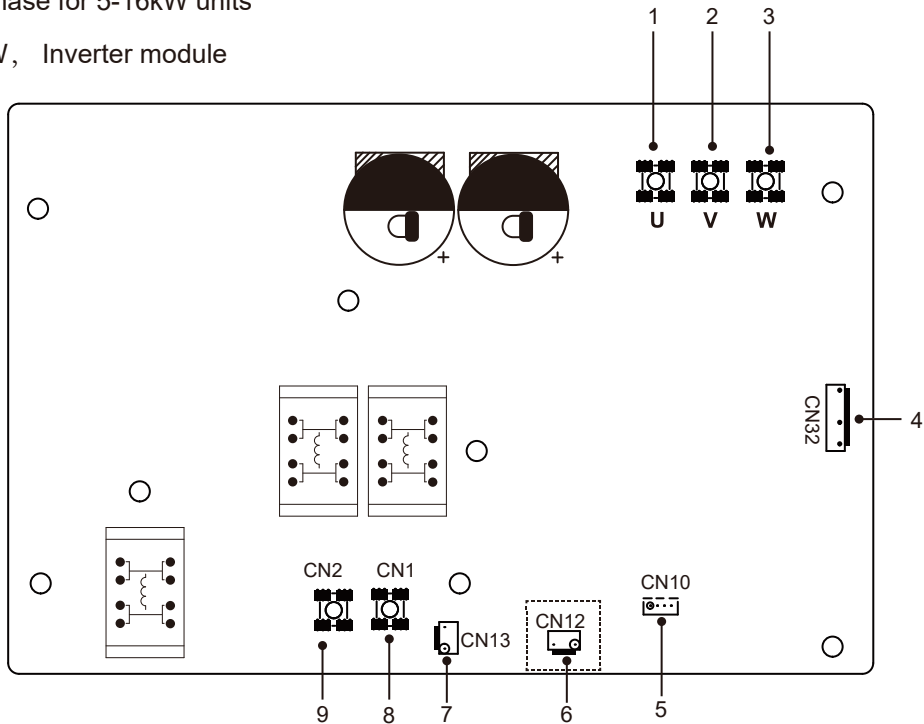 for 5-16kW units
, Inverter module
1 2 3
U V W
+ +
CN32
4
CN2 CN1
CN10
CN12
CN13
9 8 7 6 5